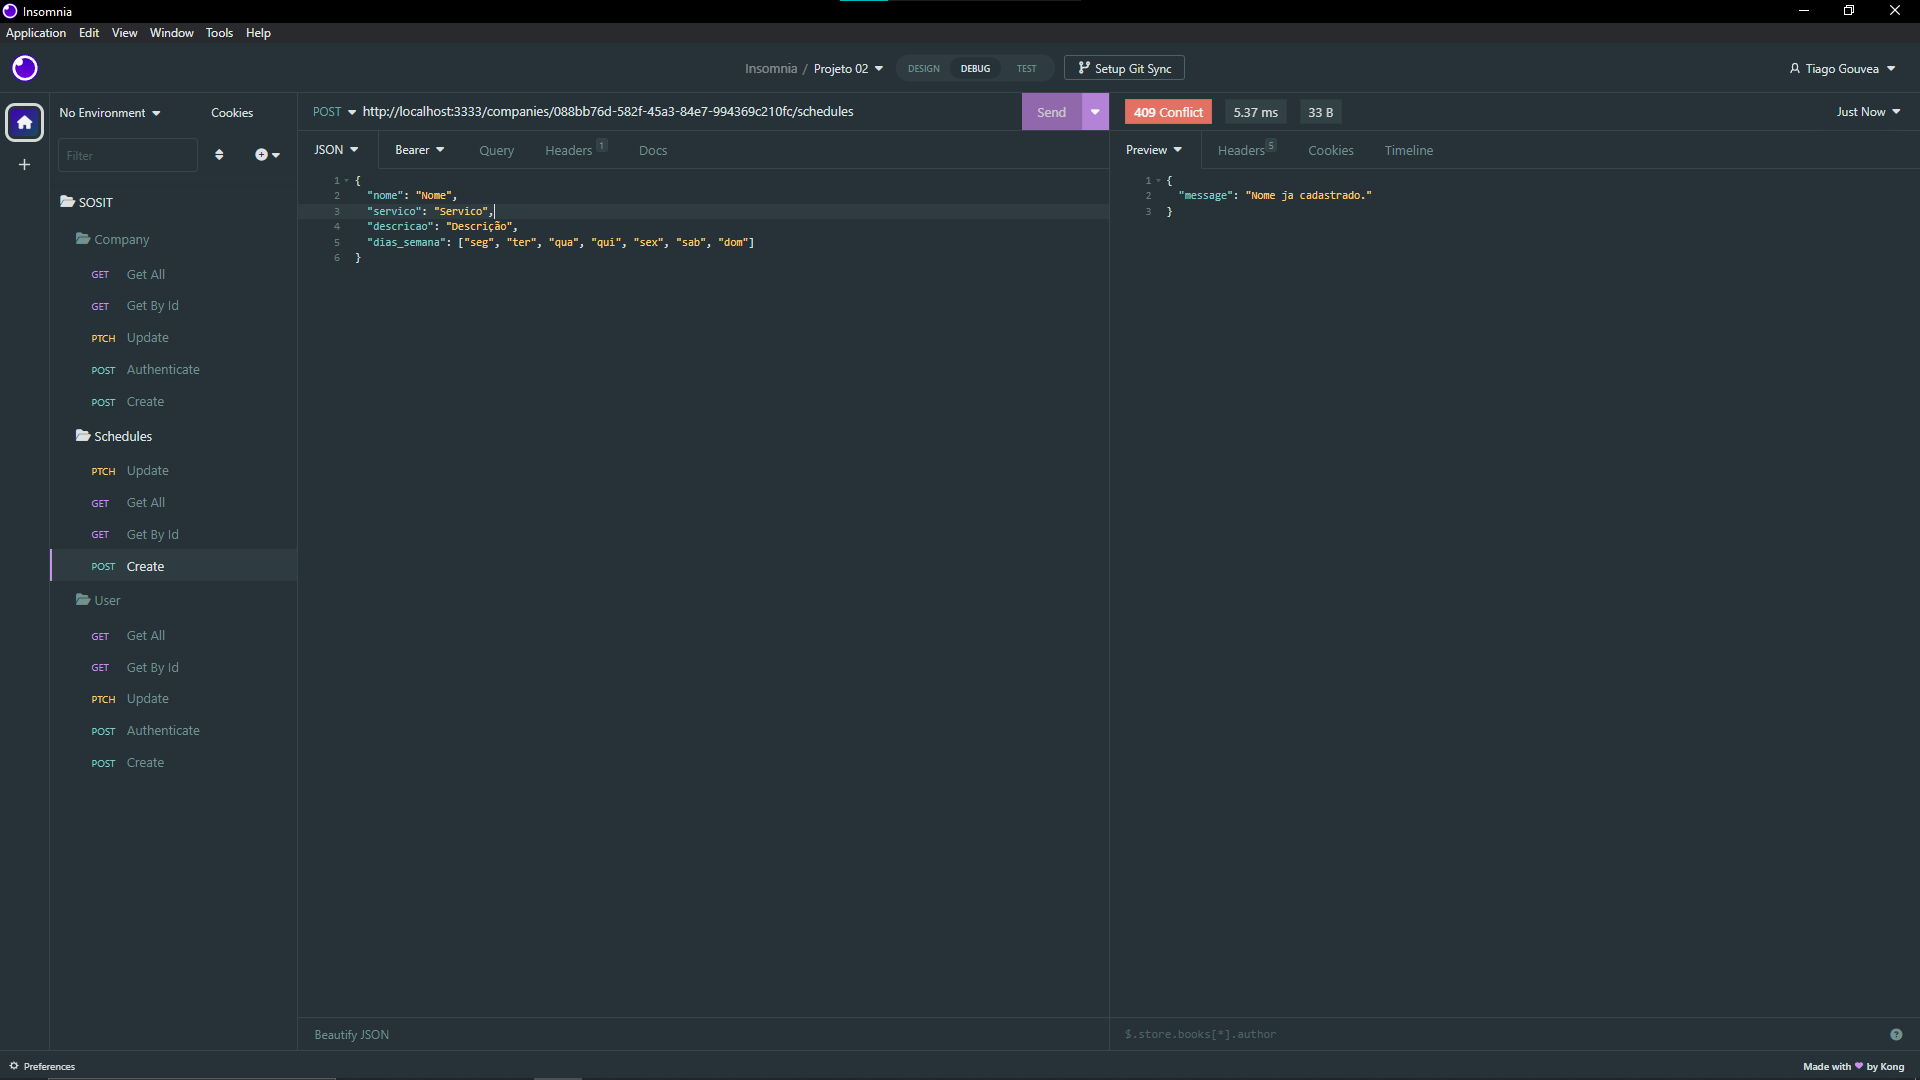 Insomnia
Application Edit View Window Tools Help
Insomnia / Projeto 02 DESIGN DEBUG TEST Setup Git Sync Tiago Gouvea
No Environment Cookies
Filter
SOSIT
Company
GET Get All
GET Get By Id
PTCH Update
POST Authenticate
POST Create
Schedules
PTCH Update
GET Get All
GET Get By Id
POST Create
User
GET Get All
GET Get By Id
PTCH Update
POST Authenticate
POST Create
POST http://localhost:3333/companies/088bb76d-582f-45a3-84e7-994369c210fc/schedules Send
JSON Bearer Query Headers 1 Docs
1 {
2 "nome": "Nome",
3 "servico": "Servico",
4 "descricao": "Descrição",
5 "dias_semana": ["seg", "ter", "qua", "qui", "sex", "sab", "dom"]
6 }
Beautify JSON
409 Conflict 5.37 ms 33 B Just Now
Preview Headers 5 Cookies Timeline
1 {
2 "message": "Nome ja cadastrado."
3 }
$.store.books[*].author ?
Preferences
Made with ♥ by Kong